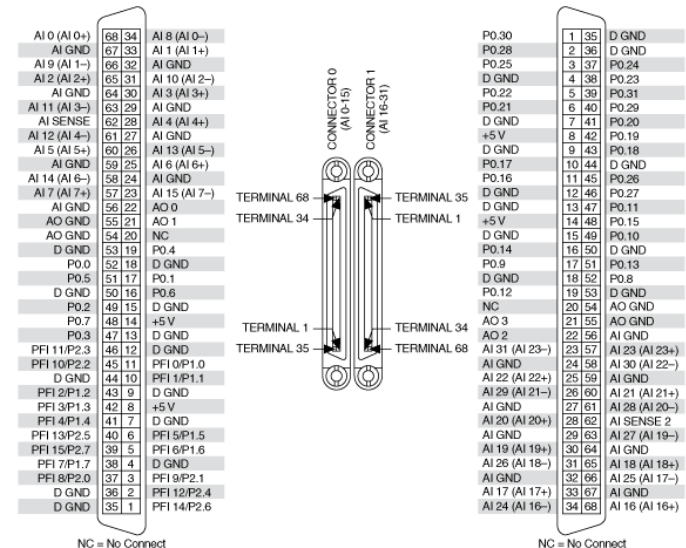 AI 0 (AI 0+) 68 34 AI 8 (AI 0–)
AI GND 67 33 AI 1 (AI 1+)
AI 9 (AI 1–) 66 32 AI GND
AI 2 (AI 2+) 65 31 AI 10 (AI 2–)
AI GND 64 30 AI 3 (AI 3+)
AI 11 (AI 3–) 63 29 AI GND
AI SENSE 62 28 AI 4 (AI 4+)
AI 12 (AI 4–) 61 27 AI GND
AI 5 (AI 5+) 60 26 AI 13 (AI 5–)
AI GND 59 25 AI 6 (AI 6+)
AI 14 (AI 6–) 58 24 AI GND
AI 7 (AI 7+) 57 23 AI 15 (AI 7–)
AI GND 56 22 AO 0
AO GND 55 21 AO 1
AO GND 54 20 NC
D GND 53 19 P0.4
P0.0 52 18 D GND
P0.5 51 17 P0.1
D GND 50 16 P0.6
P0.2 49 15 D GND
P0.7 48 14 +5 V
P0.3 47 13 D GND
PFI 11/P2.3 46 12 D GND
PFI 10/P2.2 45 11 PFI 0/P1.0
D GND 44 10 PFI 1/P1.1
PFI 2/P1.2 43 9 D GND
PFI 3/P1.3 42 8 +5 V
PFI 4/P1.4 41 7 D GND
PFI 13/P2.5 40 6 PFI 5/P1.5
PFI 15/P2.7 39 5 PFI 6/P1.6
PFI 7/P1.7 38 4 D GND
PFI 8/P2.0 37 3 PFI 9/P2.1
D GND 36 2 PFI 12/P2.4
D GND 35 1 PFI 14/P2.6
NC = No Connect
CONNECTOR 0
(AI 0-15)
CONNECTOR 1
(AI 16-31)
TERMINAL 68
TERMINAL 34
TERMINAL 35
TERMINAL 1
TERMINAL 1
TERMINAL 35
TERMINAL 34
TERMINAL 68
P0.30 1 35 D GND
P0.28 2 36 D GND
P0.25 3 37 P0.24
D GND 4 38 P0.23
P0.22 5 39 P0.31
P0.21 6 40 P0.29
D GND 7 41 P0.20
+5 V 8 42 P0.19
D GND 9 43 P0.18
P0.17 10 44 D GND
P0.16 11 45 P0.26
D GND 12 46 P0.27
D GND 13 47 P0.11
+5 V 14 48 P0.15
D GND 15 49 P0.10
P0.14 16 50 D GND
P0.9 17 51 P0.13
D GND 18 52 P0.8
P0.12 19 53 D GND
NC 20 54 AO GND
AO 3 21 55 AO GND
AO 2 22 56 AI GND
AI 31 (AI 23–) 23 57 AI 23 (AI 23+)
AI GND 24 58 AI 30 (AI 22–)
AI 22 (AI 22+) 25 59 AI GND
AI 29 (AI 21–) 26 60 AI 21 (AI 21+)
AI GND 27 61 AI 28 (AI 20–)
AI 20 (AI 20+) 28 62 AI SENSE 2
AI GND 29 63 AI 27 (AI 19–)
AI 19 (AI 19+) 30 64 AI GND
AI 26 (AI 18–) 31 65 AI 18 (AI 18+)
AI GND 32 66 AI 25 (AI 17–)
AI 17 (AI 17+) 33 67 AI GND
AI 24 (AI 16–) 34 68 AI 16 (AI 16+)
NC = No Connect